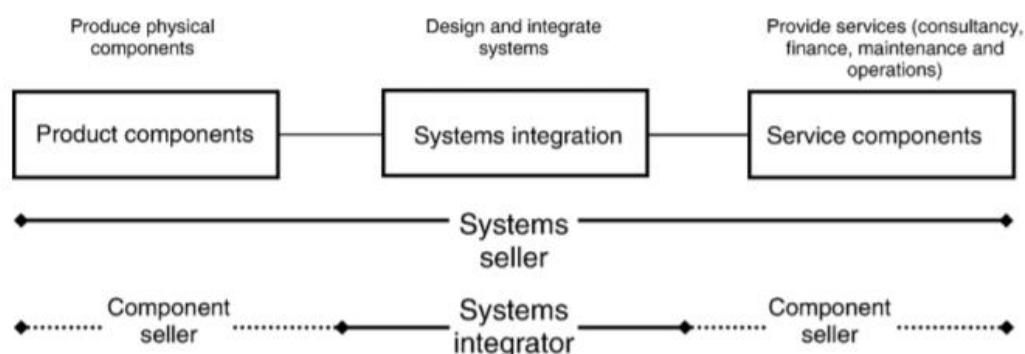 Produce physical
components
Design and integrate
systems
Provide services (consultancy,
finance, maintenance and
operations)
Product components
Systems integration
Service components
Systems
seller
Component
seller
Systems
integrator
Component
seller